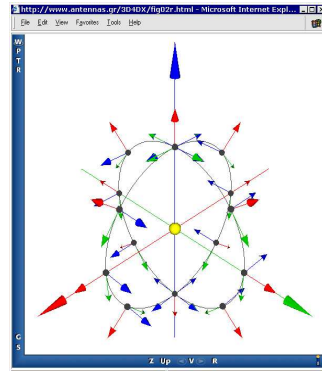 http://www.antennas.gr/3D4DX/fig02r.html - Microsoft Internet Expl...
File Edit View Favorites Tools Help
W
P
T
R
G
S
Z Up V R